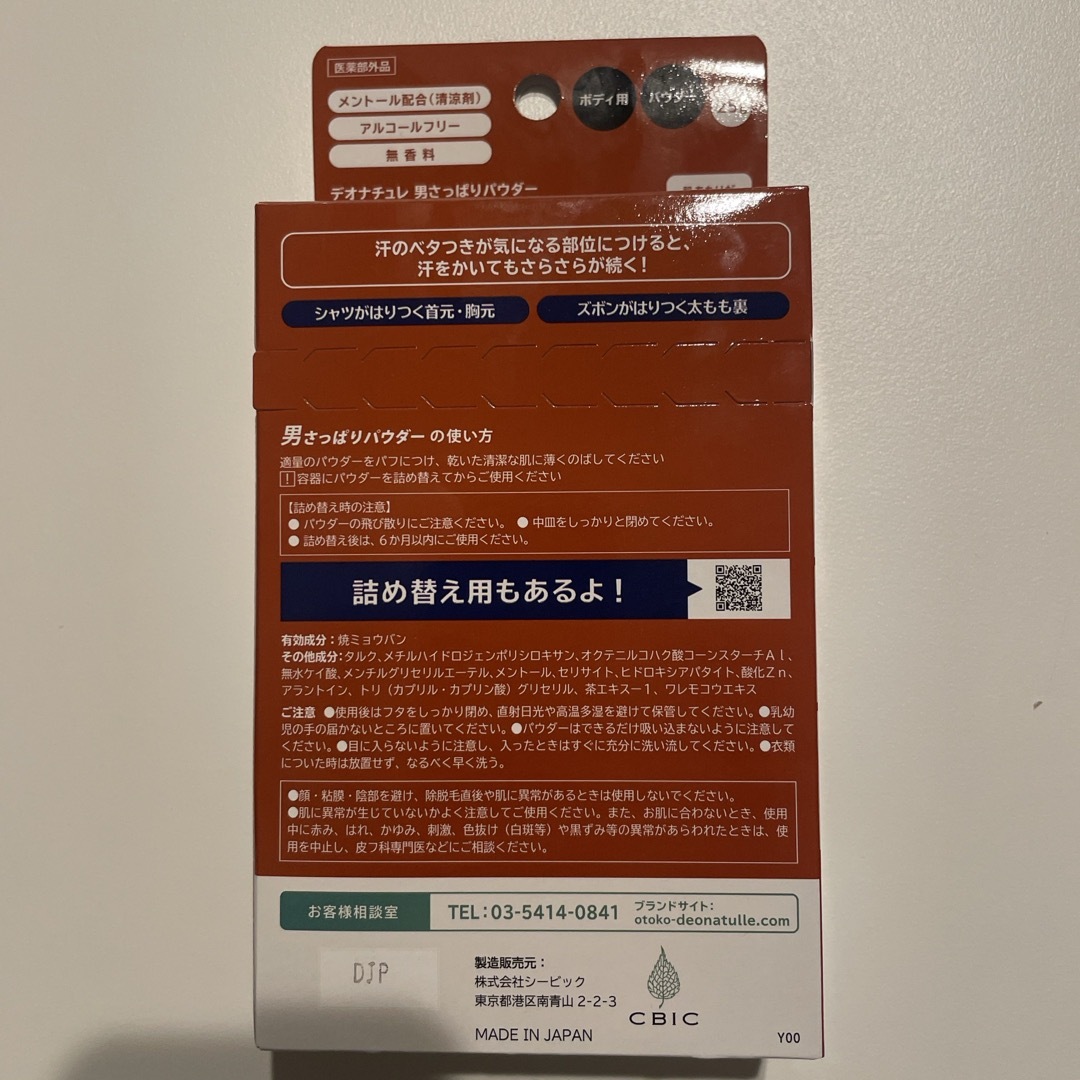 医薬部外品
メントール配合(清涼剤)
アルコールフリー
無香料
ボディ用
パウダー
25g
デオナチュレ 男さっぱりパウダー
汗のベタつきが気になる部位につけると、
汗をかいてもさらさらが続く!
シャツがはりつく首元・胸元
ズボンがはりつく太もも裏
男さっぱりパウダー の使い方
適量のパウダーをパフにつけ、乾いた清潔な肌に薄くのばしてください
!容器にパウダーを詰め替えてからご使用ください
【詰め替え時の注意】
● パウダーの飛び散りにご注意ください。 ● 中皿をしっかりと閉めてください。
● 詰め替え後は、6か月以内にご使用ください。
詰め替え用もあるよ!
有効成分:焼ミョウバン
その他成分:タルク、メチルハイドロジェンポリシロキサン、オクテニルコハク酸コーンスターチAl、
無水ケイ酸、メンチルグリセリルエーテル、メントール、セリサイト、ヒドロキシアパタイト、酸化Zn、
アラントイン、トリ(カプリル・カプリン酸)グリセリル、茶エキス-1、ワレモコウエキス
ご注意 ●使用後はフタをしっかり閉め、直射日光や高温多湿を避けて保管してください。●乳幼
児の手の届かないところに置いてください。●パウダーはできるだけ吸い込まないように注意して
ください。●目に入らないように注意し、入ったときはすぐに充分に洗い流してください。●衣類
についた時は放置せず、なるべく早く洗う。
●顔・粘膜・陰部を避け、除脱毛直後や肌に異常があるときは使用しないでください。
●肌に異常が生じていないかよく注意してご使用ください。また、お肌に合わないとき、使用
中に赤み、はれ、かゆみ、刺激、色抜け(白斑等)や黒ずみ等の異常があらわれたときは、使
用を中止し、皮フ科専門医などにご相談ください。
お客様相談室
TEL:03-5414-0841
ブランドサイト:
otoko-deonatulle.com
DJP
製造販売元:
株式会社シービック
東京都港区南青山 2-2-3
CBIC
MADE IN JAPAN
Y00